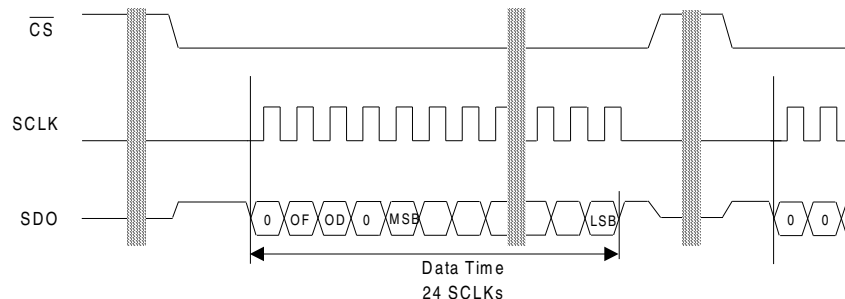 CS
SCLK
SDO
0 OF OD 0 MSB LSB 0 0
Data Time
24 SCLKs